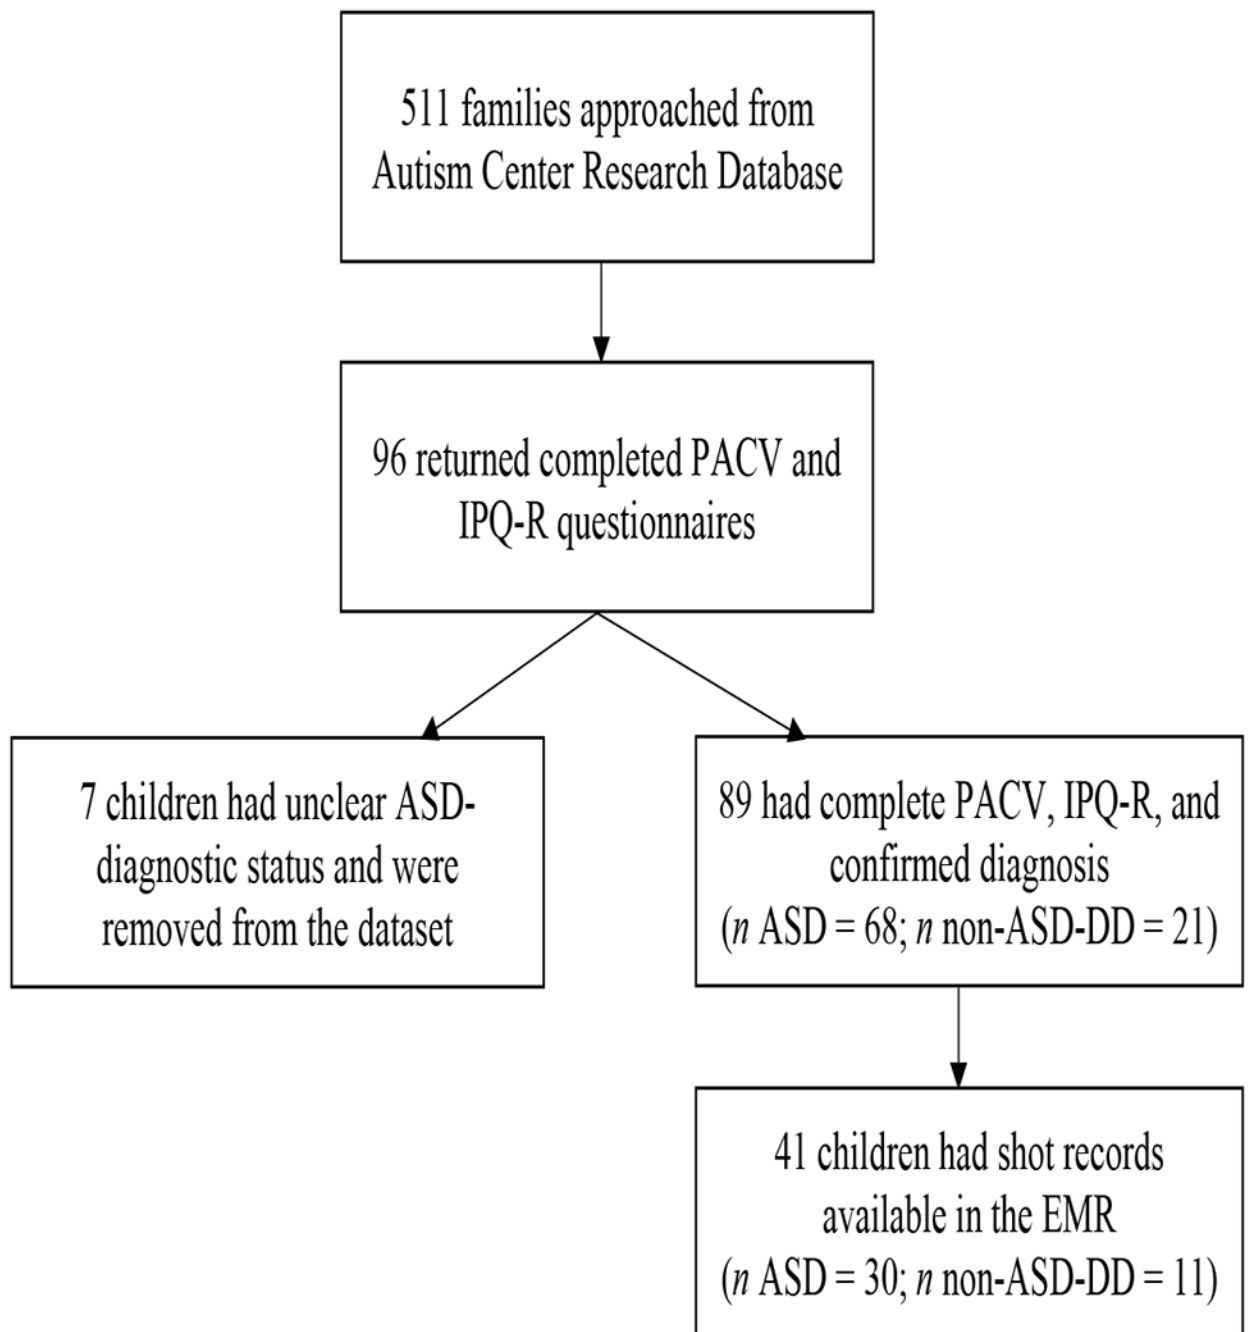 511 families approached from
Autism Center Research Database
96 returned completed PACV and
IPQ-R questionnaires
7 children had unclear ASD-
diagnostic status and were
removed from the dataset
89 had complete PACV, IPQ-R, and
confirmed diagnosis
(n ASD = 68; n non-ASD-DD = 21)
41 children had shot records
available in the EMR
(n ASD = 30; n non-ASD-DD = 11)